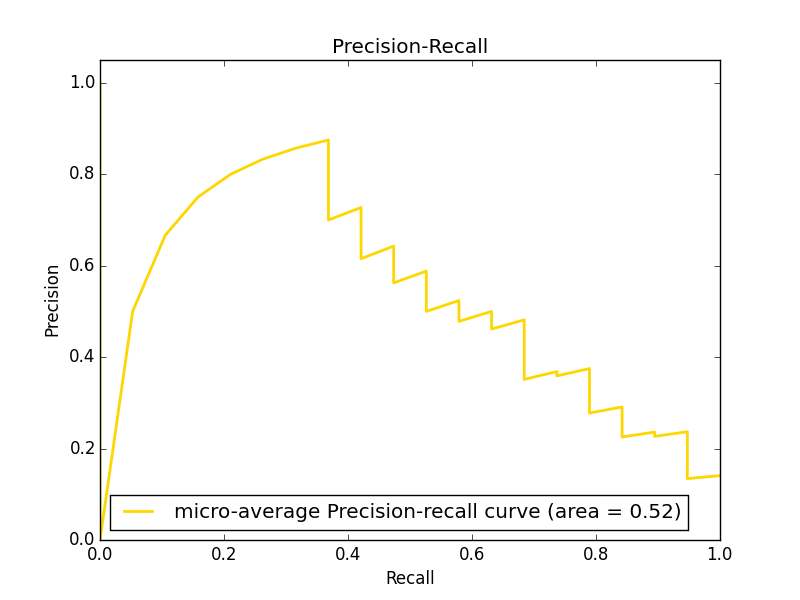 Precision-Recall
1.0
0.8
0.6
0.4
0.2
0.0
Precision
micro-average Precision-recall curve (area = 0.52)
0.0 0.2 0.4 0.6 0.8 1.0
Recall